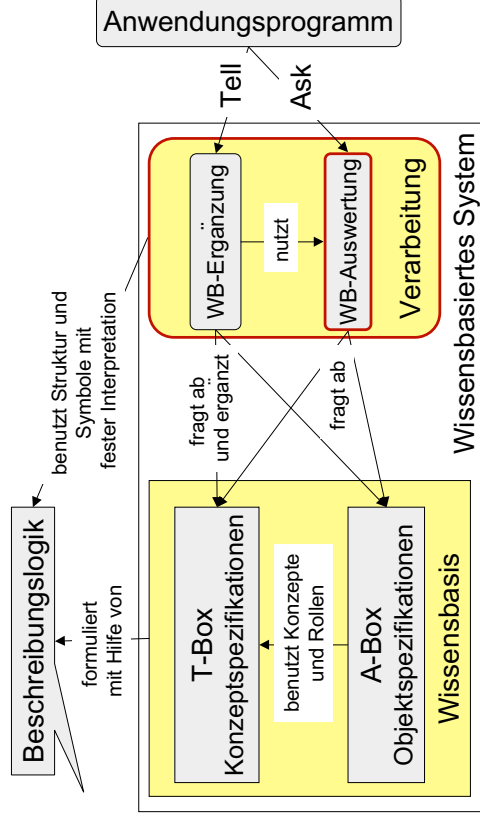 Beschreibungslogik
formuliert
mit Hilfe von
benutzt Struktur und
Symbole mit
fester Interpretation
T-Box
Konzeptspezifikationen
benutzt Konzepte
und Rollen
A-Box
Objektspezifikationen
Wissensbasis
fragt ab
und ergänzt
fragt ab
WB-Ergänzung
nutzt
WB-Auswertung
Verarbeitung
Wissensbasiertes System
Tell
Ask
Anwendungsprogramm